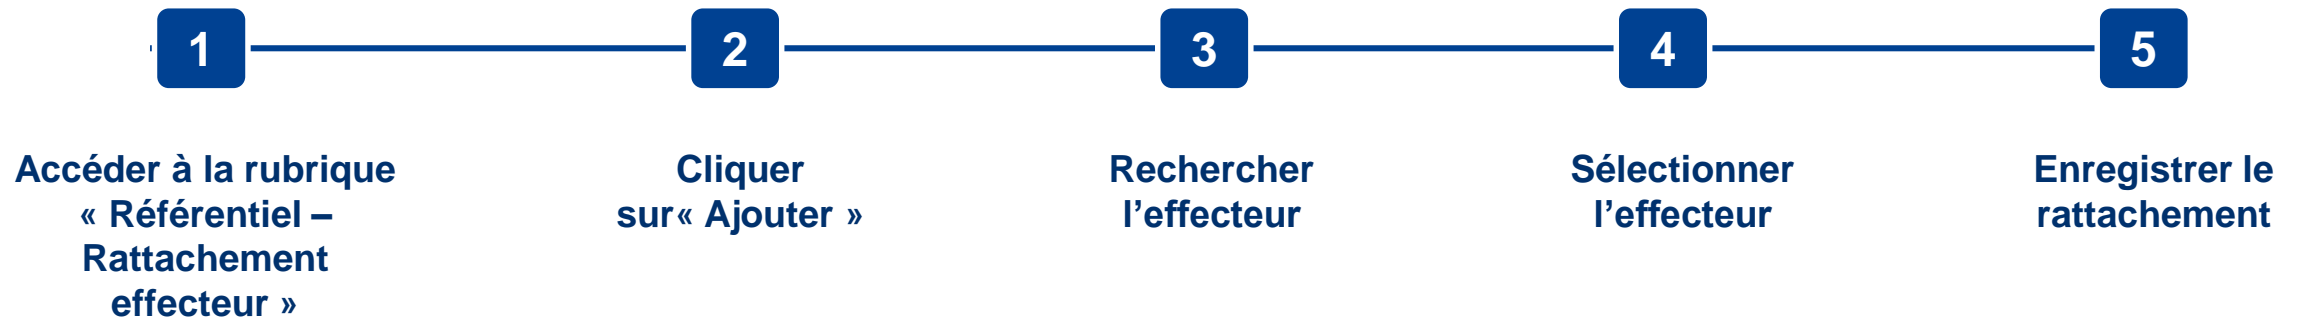 1
2
3
4
5
Accéder à la rubrique
« Référentiel –
Rattachement
effecteur »
Cliquer
sur« Ajouter »
Rechercher
l’effecteur
Sélectionner
l’effecteur
Enregistrer le
rattachement